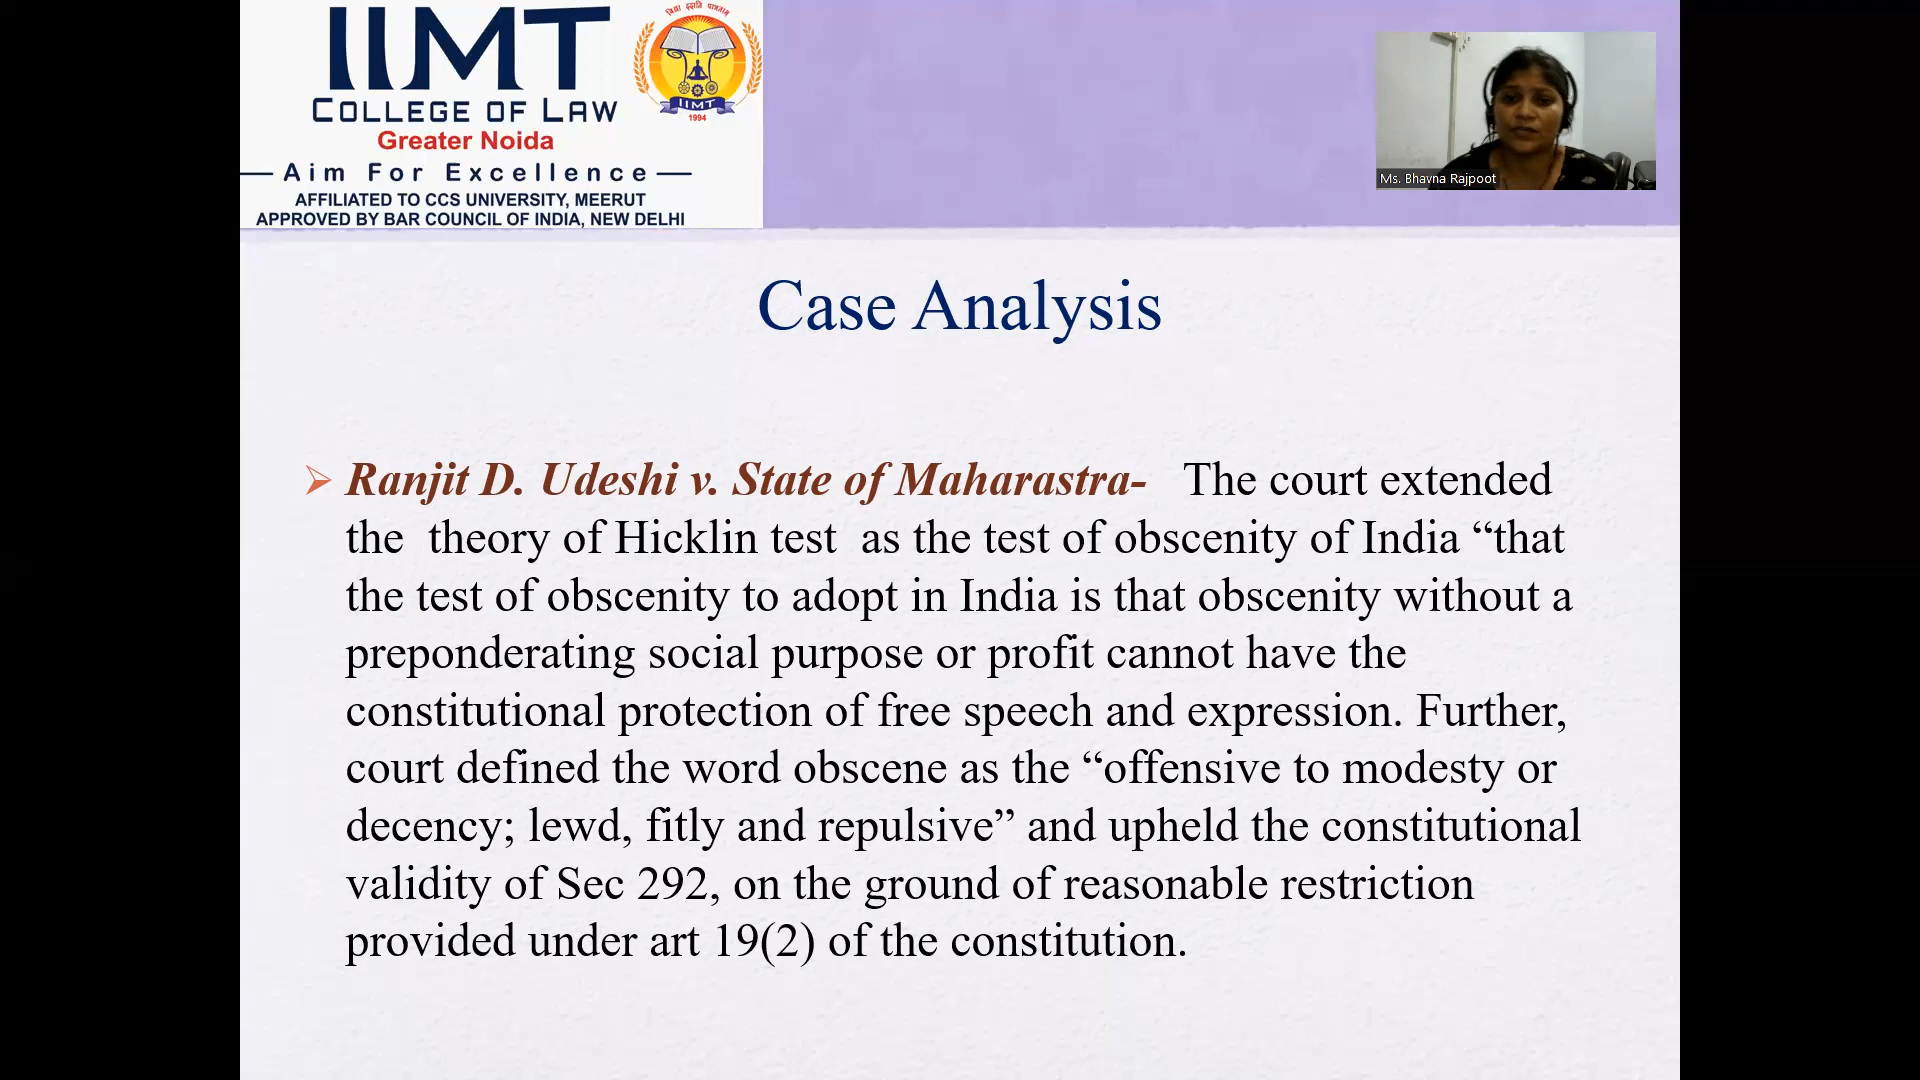 IIMT
COLLEGE OF LAW
Greater Noida
Aim For Excellence
AFFILIATED TO CCS UNIVERSITY, MEERUT
APPROVED BY BAR COUNCIL OF INDIA, NEW DELHI
IIMT
1994
Ms. Bhavna Rajpoot
Case Analysis
Ranjit D. Udeshi v. State of Maharastra- The court extended
the theory of Hicklin test as the test of obscenity of India “that
the test of obscenity to adopt in India is that obscenity without a
preponderating social purpose or profit cannot have the
constitutional protection of free speech and expression. Further,
court defined the word obscene as the “offensive to modesty or
decency; lewd, fitly and repulsive” and upheld the constitutional
validity of Sec 292, on the ground of reasonable restriction
provided under art 19(2) of the constitution.